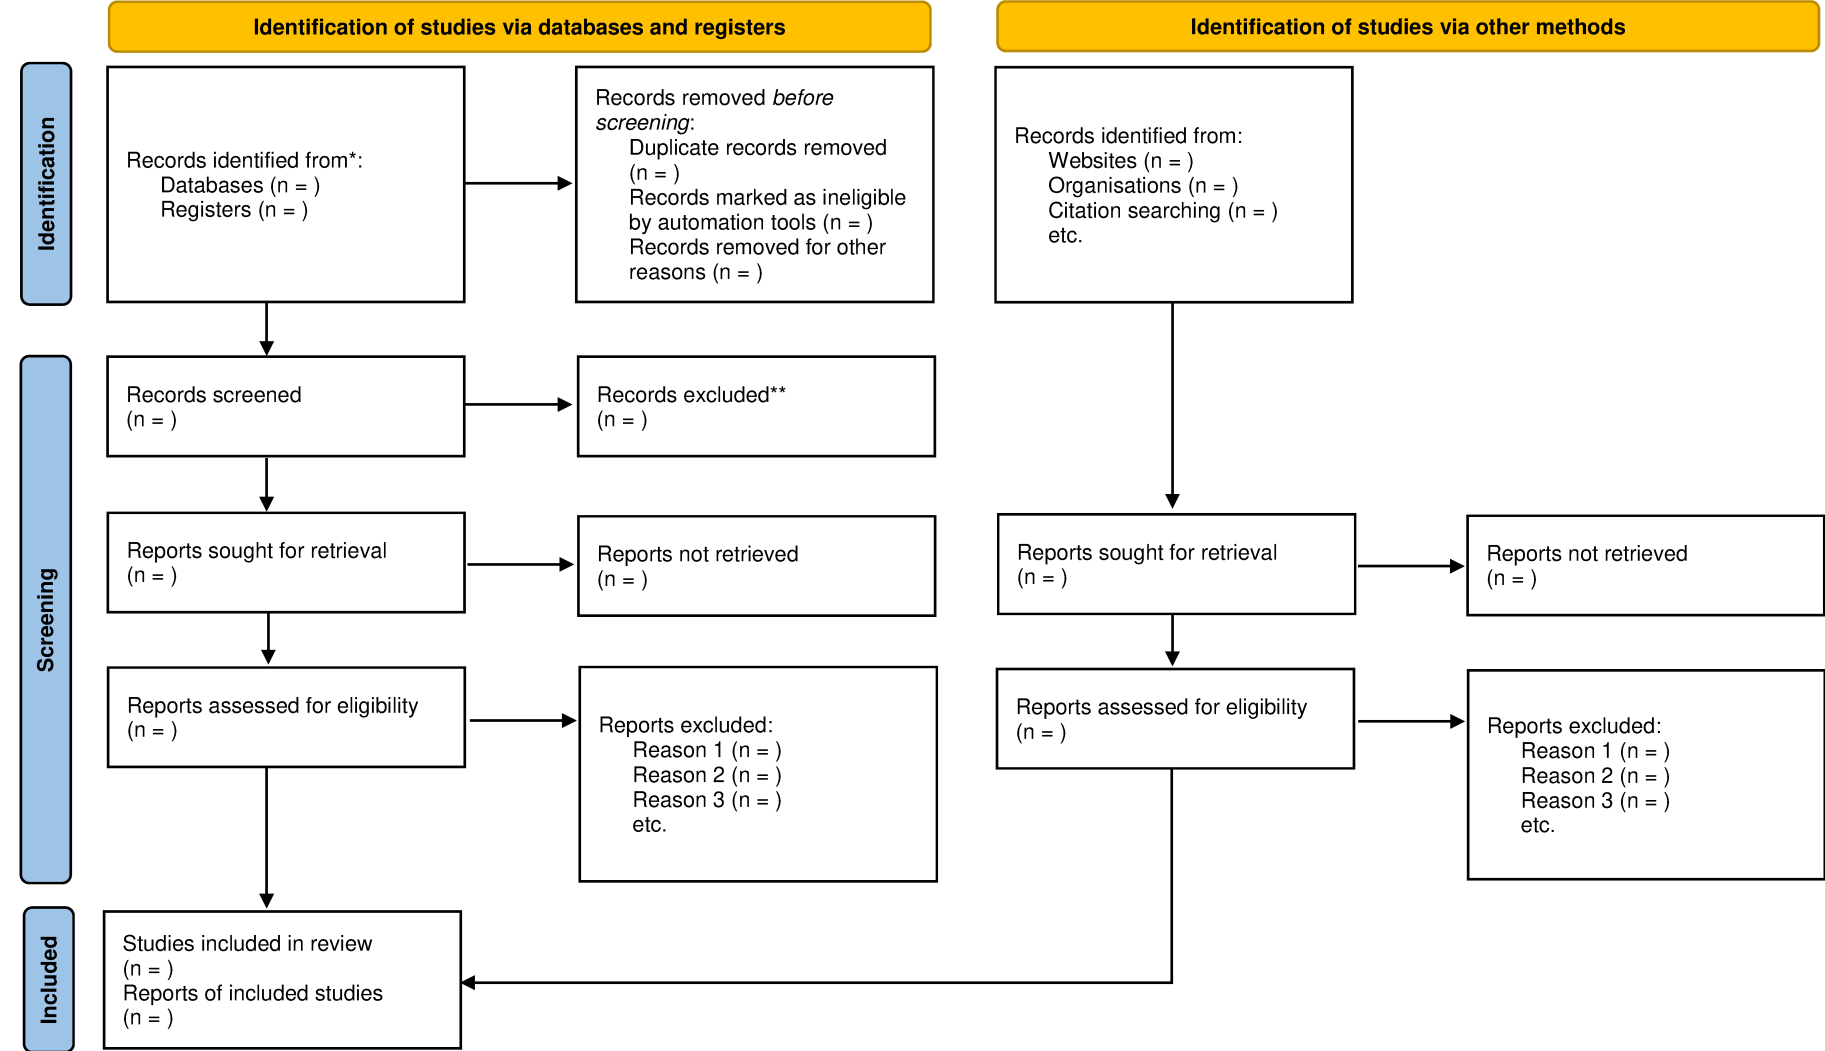 Identification of studies via databases and registers
Identification of studies via other methods
Identification
Records identified from*:
Databases (n = )
Registers (n = )
Records removed before
screening:
Duplicate records removed
(n = )
Records marked as ineligible
by automation tools (n = )
Records removed for other
reasons (n = )
Records identified from:
Websites (n = )
Organisations (n = )
Citation searching (n = )
etc.
Screening
Records screened
(n = )
Records excluded**
(n = )
Reports sought for retrieval
(n = )
Reports not retrieved
(n = )
Reports sought for retrieval
(n = )
Reports not retrieved
(n = )
Reports assessed for eligibility
(n = )
Reports excluded:
Reason 1 (n = )
Reason 2 (n = )
Reason 3 (n = )
etc.
Reports assessed for eligibility
(n = )
Reports excluded:
Reason 1 (n = )
Reason 2 (n = )
Reason 3 (n = )
etc.
Included
Studies included in review
(n = )
Reports of included studies
(n = )